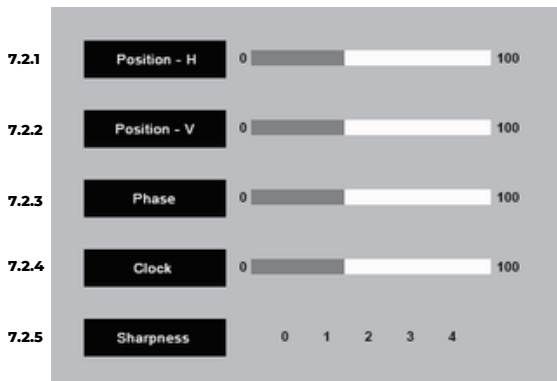 7.2.1 Position - H 0 100
7.2.2 Position - V 0 100
7.2.3 Phase 0 100
7.2.4 Clock 0 100
7.2.5 Sharpness 0 1 2 3 4